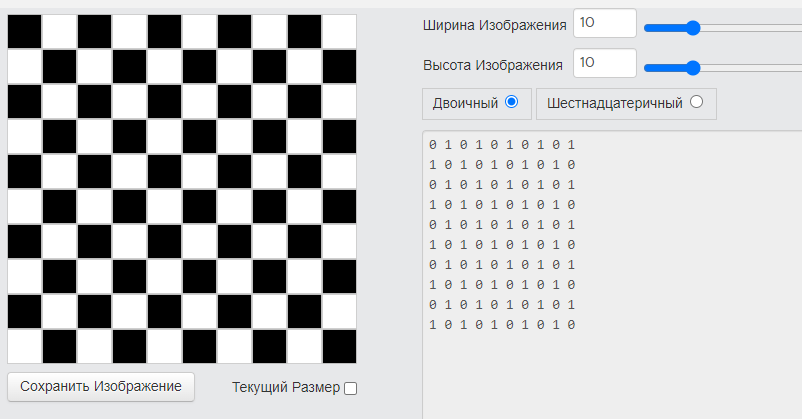 Ширина Изображения 10
Высота Изображения 10
Двоичный Шестнадцатеричный
0 1 0 1 0 1 0 1 0 1
1 0 1 0 1 0 1 0 1 0
0 1 0 1 0 1 0 1 0 1
1 0 1 0 1 0 1 0 1 0
0 1 0 1 0 1 0 1 0 1
1 0 1 0 1 0 1 0 1 0
0 1 0 1 0 1 0 1 0 1
1 0 1 0 1 0 1 0 1 0
0 1 0 1 0 1 0 1 0 1
1 0 1 0 1 0 1 0 1 0
Сохранить Изображение Текущий Размер